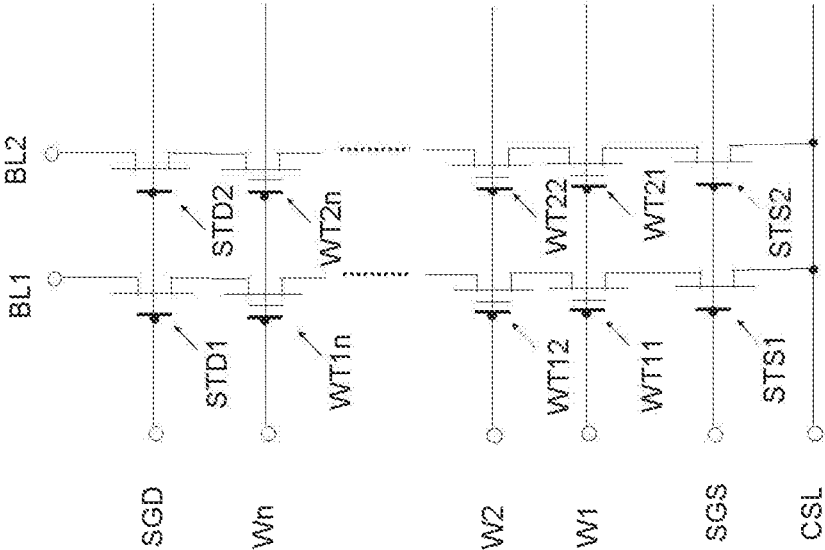 BL1
BL2
STD1
STD2
WT1n
WT2n
WT12
WT22
WT11
WT21
STS1
STS2
SGD
Wn
W2
W1
SGS
CSL